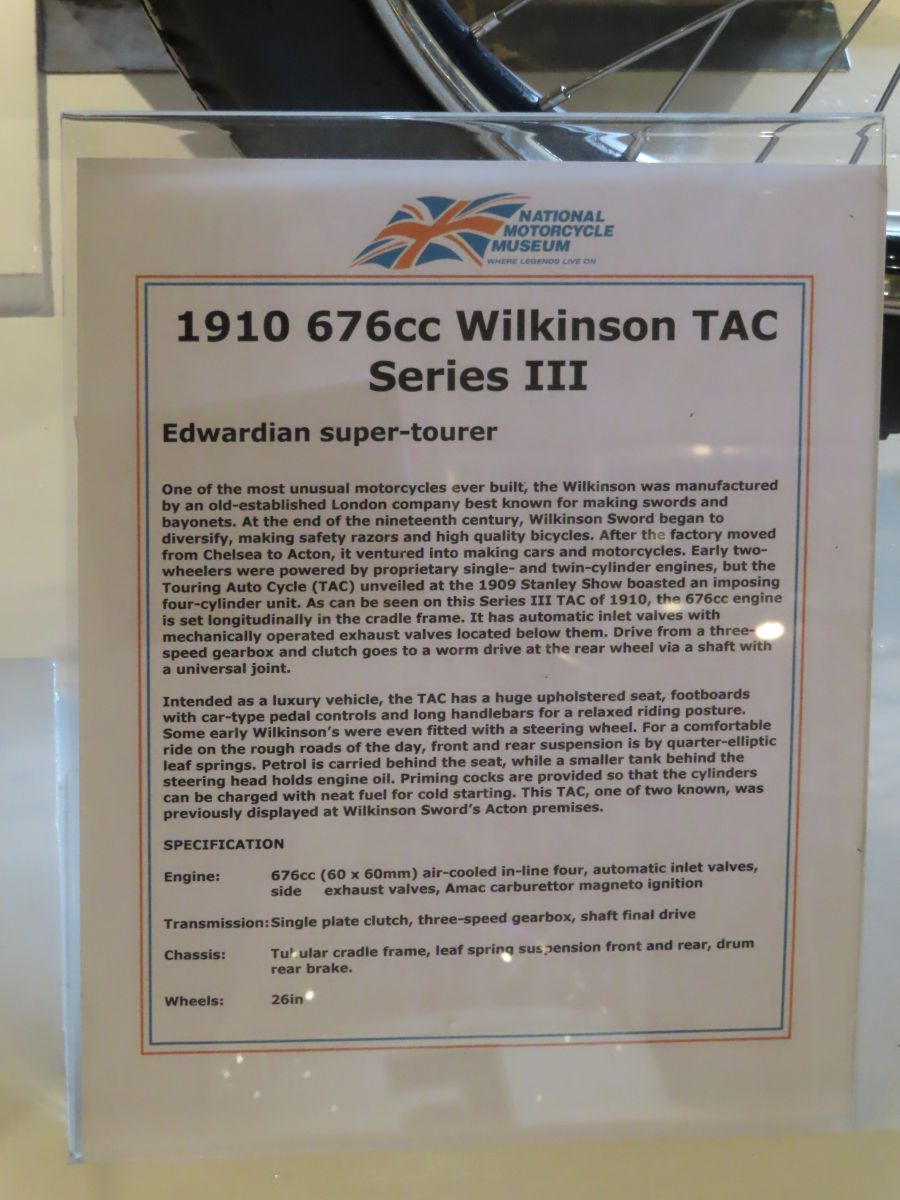 NATIONAL
MOTORCYCLE
MUSEUM
WHERE LEGENDS LIVE ON
1910 676cc Wilkinson TAC
Series III
Edwardian super-tourer
One of the most unusual motorcycles ever built, the Wilkinson was manufactured
by an old-established London company best known for making swords and
bayonets. At the end of the nineteenth century, Wilkinson Sword began to
diversify, making safety razors and high quality bicycles. After the factory moved
from Chelsea to Acton, it ventured into making cars and motorcycles. Early two-
wheelers were powered by proprietary single- and twin-cylinder engines, but the
Touring Auto Cycle (TAC) unveiled at the 1909 Stanley Show boasted an imposing
four-cylinder unit. As can be seen on this Series III TAC of 1910, the 676cc engine
is set longitudinally in the cradle frame. It has automatic inlet valves with
mechanically operated exhaust valves located below them. Drive from a three-
speed gearbox and clutch goes to a worm drive at the rear wheel via a shaft with
a universal joint.
Intended as a luxury vehicle, the TAC has a huge upholstered seat, footboards
with car-type pedal controls and long handlebars for a relaxed riding posture.
Some early Wilkinson's were even fitted with a steering wheel. For a comfortable
ride on the rough roads of the day, front and rear suspension is by quarter-elliptic
leaf springs. Petrol is carried behind the seat, while a smaller tank behind the
steering head holds engine oil. Priming cocks are provided so that the cylinders
can be charged with neat fuel for cold starting. This TAC, one of two known, was
previously displayed at Wilkinson Sword's Acton premises.
SPECIFICATION
Engine: 676cc (60 x 60mm) air-cooled in-line four, automatic inlet valves,
side exhaust valves, Amac carburettor magneto ignition
Transmission: Single plate clutch, three-speed gearbox, shaft final drive
Chassis: Tubular cradle frame, leaf spring suspension front and rear, drum
rear brake.
Wheels: 26in